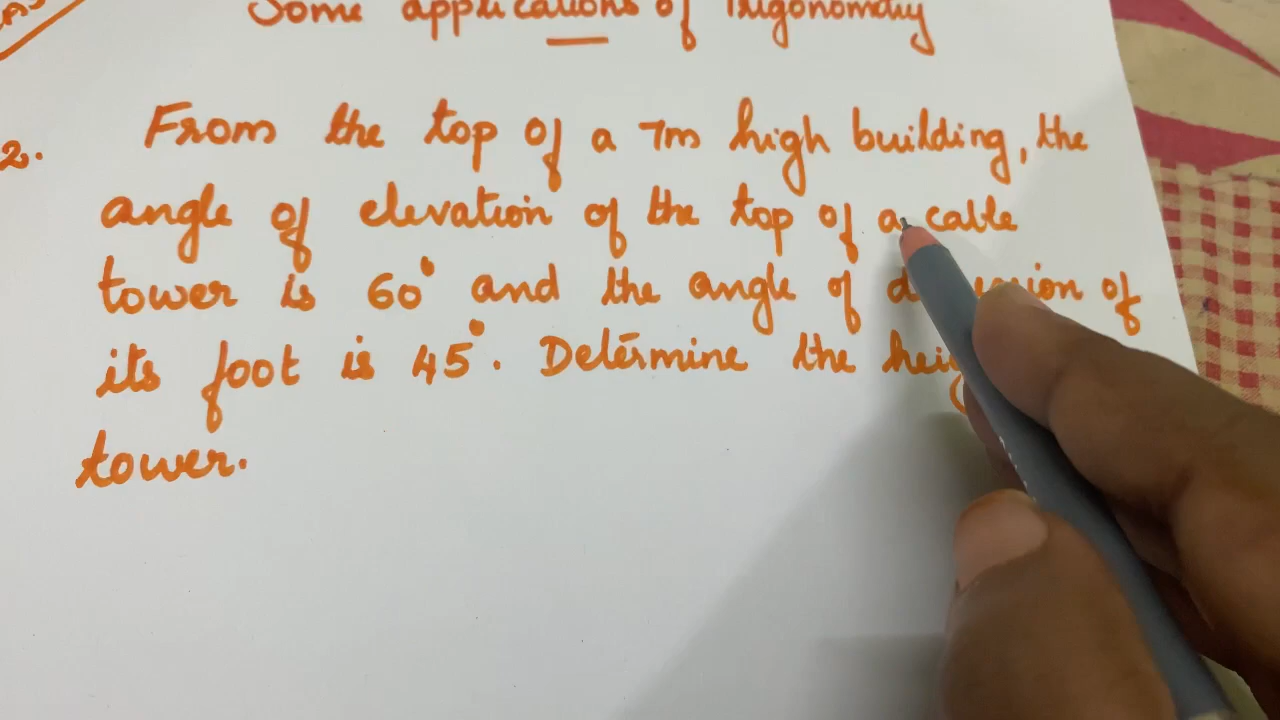 Some applications of Trigonometry
2. From the top of a 7m high building, the
angle of elevation of the top of a cable
tower is 60° and the angle of of
its foot is 45°. Determine the
tower.